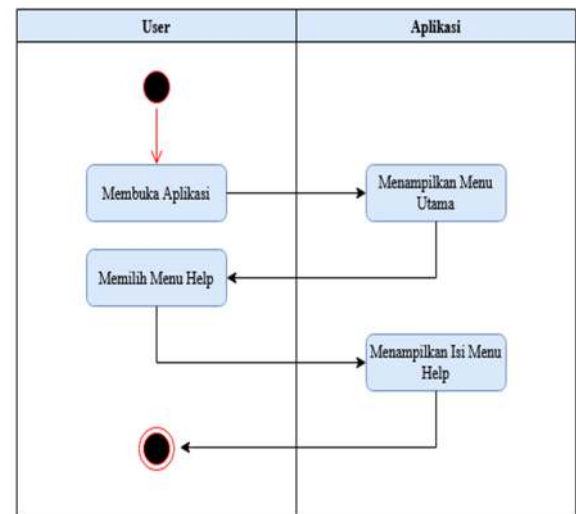 User
Aplikasi
Membuka Aplikasi
Menampilkan Menu
Utama
Memilih Menu Help
Menampilkan Isi Menu
Help